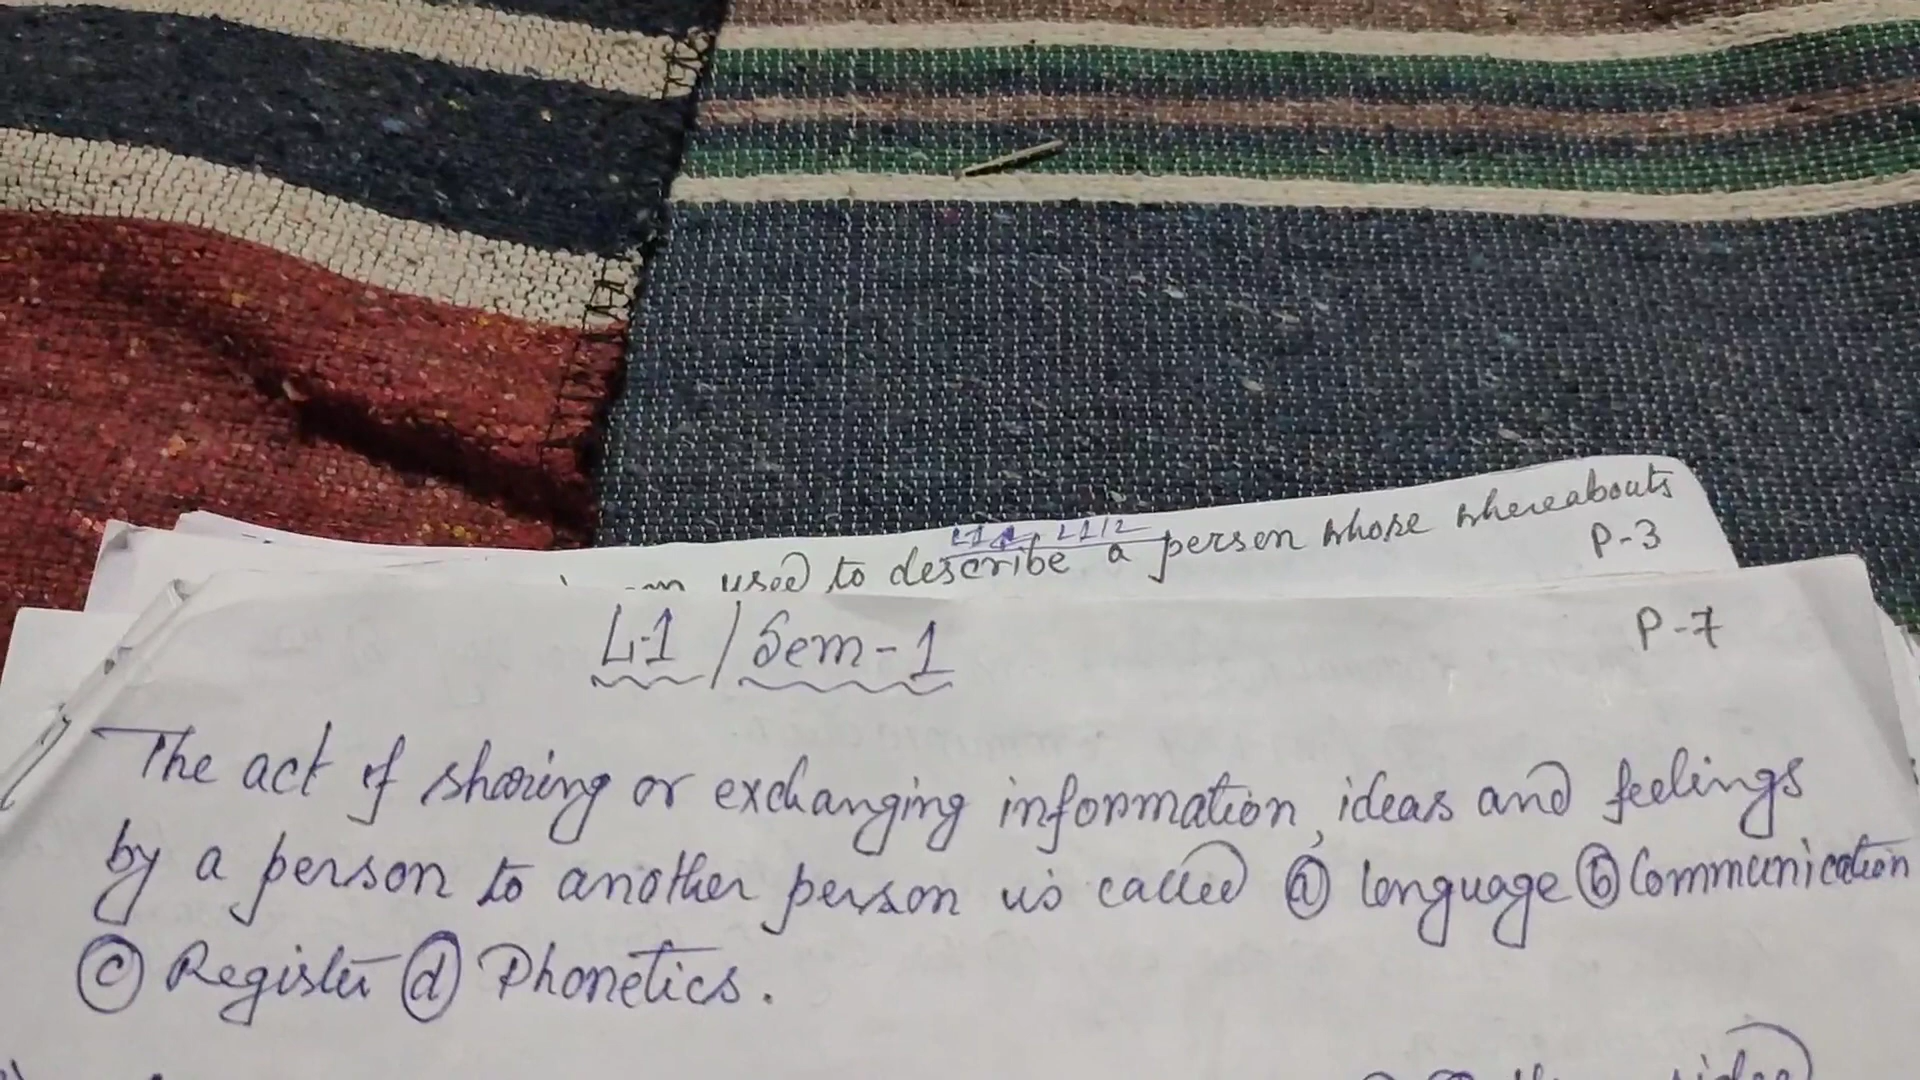 used to describe a person whose whereabouts
P-3
L-1 / Sem-1
P-7
The act of sharing or exchanging information, ideas and feelings
by a person to another person is called ⓐ language ⓑ Communication
ⓒ Register ⓓ Phonetics.